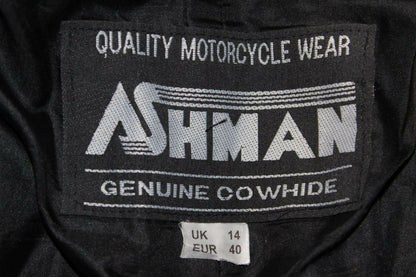 QUALITY MOTORCYCLE WEAR
ASHMAN
GENUINE COWHIDE
UK 14
EUR 40